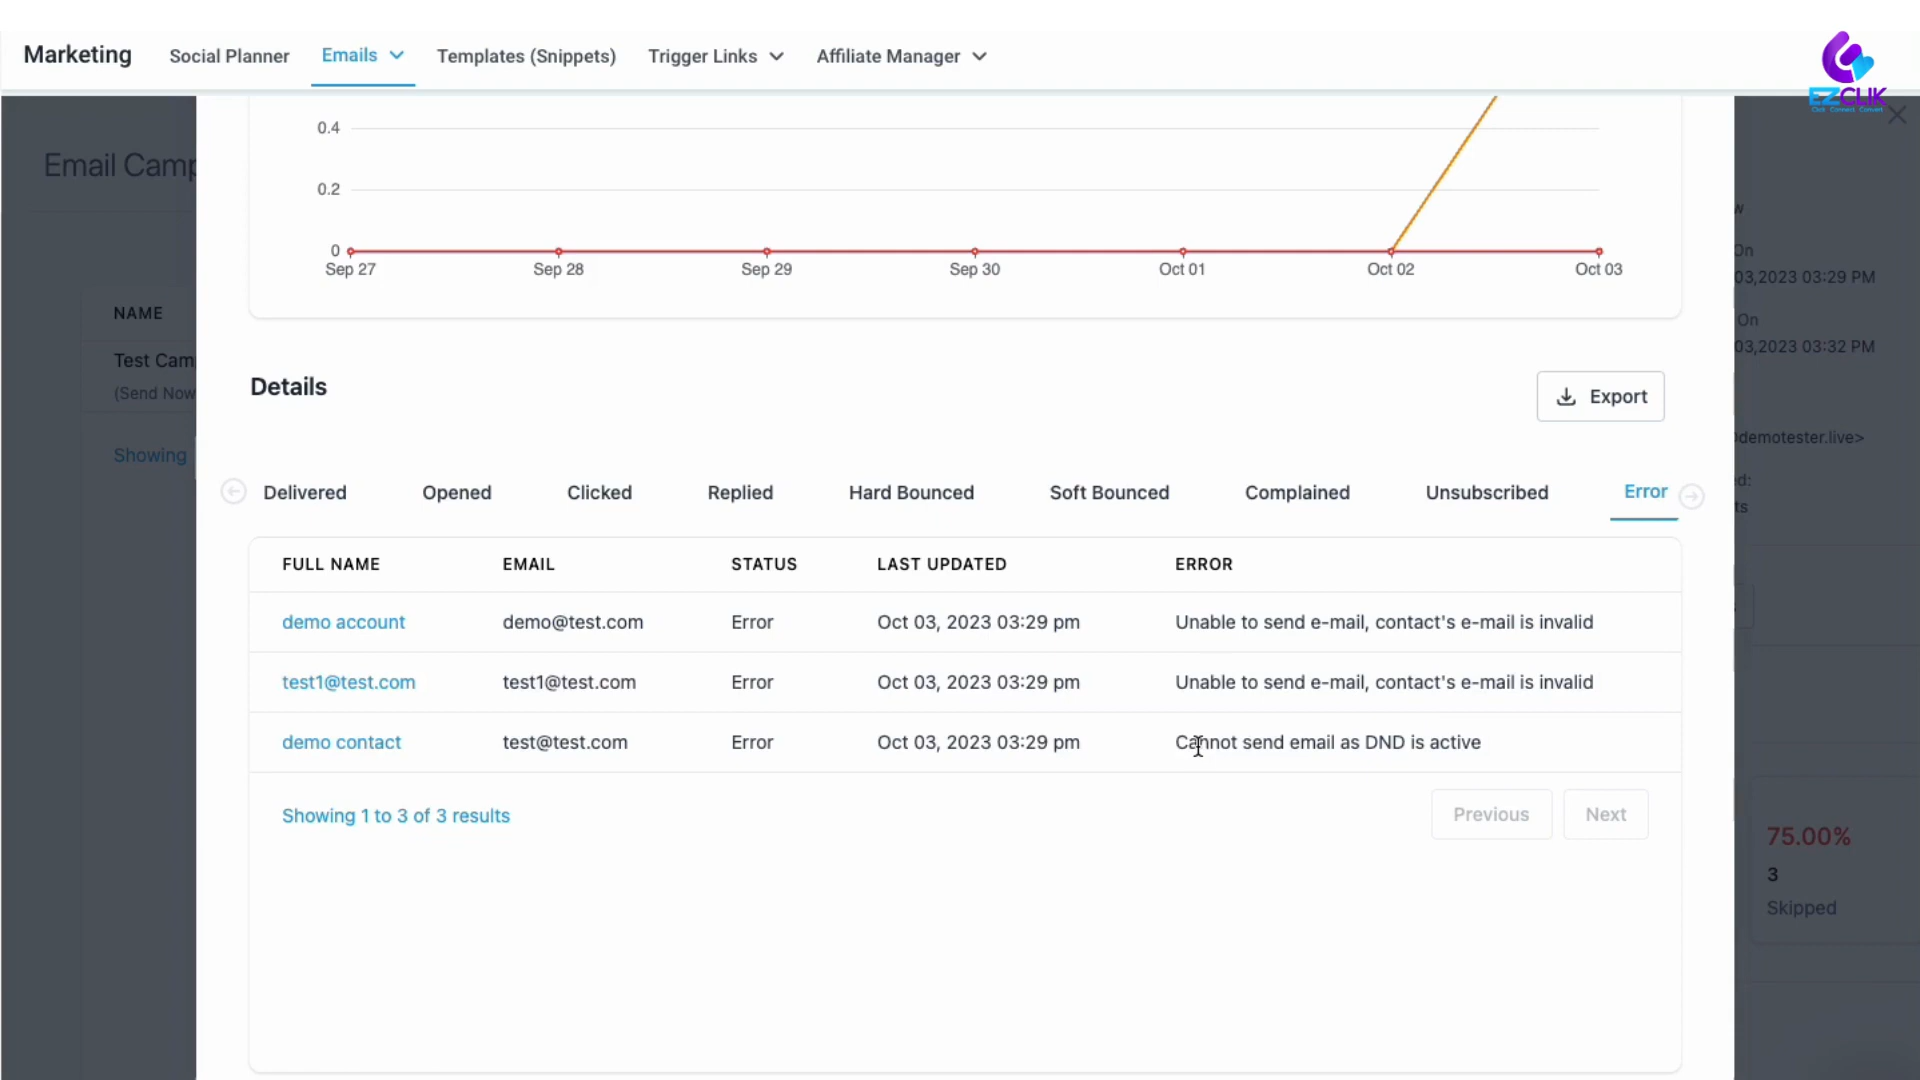 Marketing
Social Planner
Emails
Templates (Snippets)
Trigger Links
Affiliate Manager
EZCLIK
Email Camp
0.4
0.2
0
Sep 27
Sep 28
Sep 29
Sep 30
Oct 01
Oct 02
Oct 03
On
03,2023 03:29 PM
On
03,2023 03:32 PM
demotester.live>
NAME
Test Cam
(Send Now
Showing
Details
Export
Delivered
Opened
Clicked
Replied
Hard Bounced
Soft Bounced
Complained
Unsubscribed
Error
FULL NAME EMAIL STATUS LAST UPDATED ERROR
demo account demo@test.com Error Oct 03, 2023 03:29 pm Unable to send e-mail, contact's e-mail is invalid
test1@test.com test1@test.com Error Oct 03, 2023 03:29 pm Unable to send e-mail, contact's e-mail is invalid
demo contact test@test.com Error Oct 03, 2023 03:29 pm Cannot send email as DND is active
Showing 1 to 3 of 3 results
Previous
Next
75.00%
3
Skipped